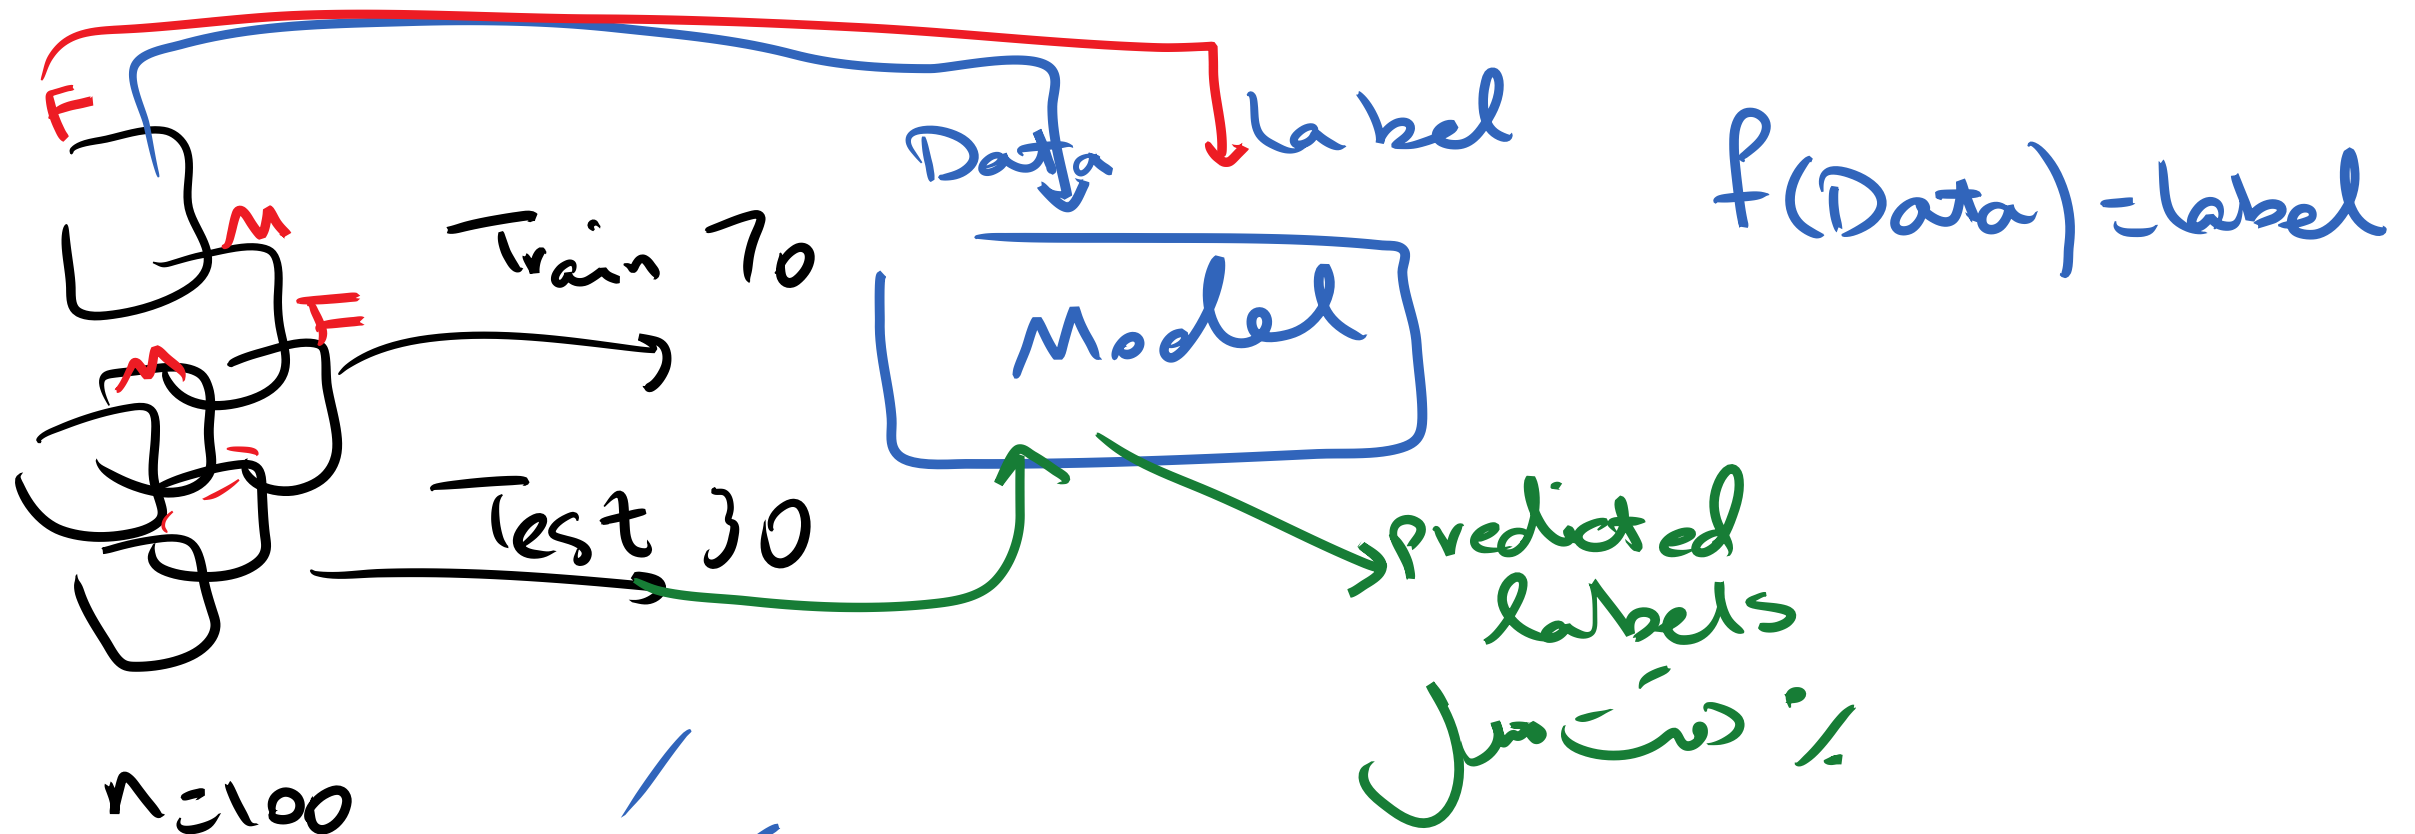 F
M
F
M
Train 70
Test 30
n=100
Data
Label
Model
f(Data)=label
predicted
labels
دقت مدل %